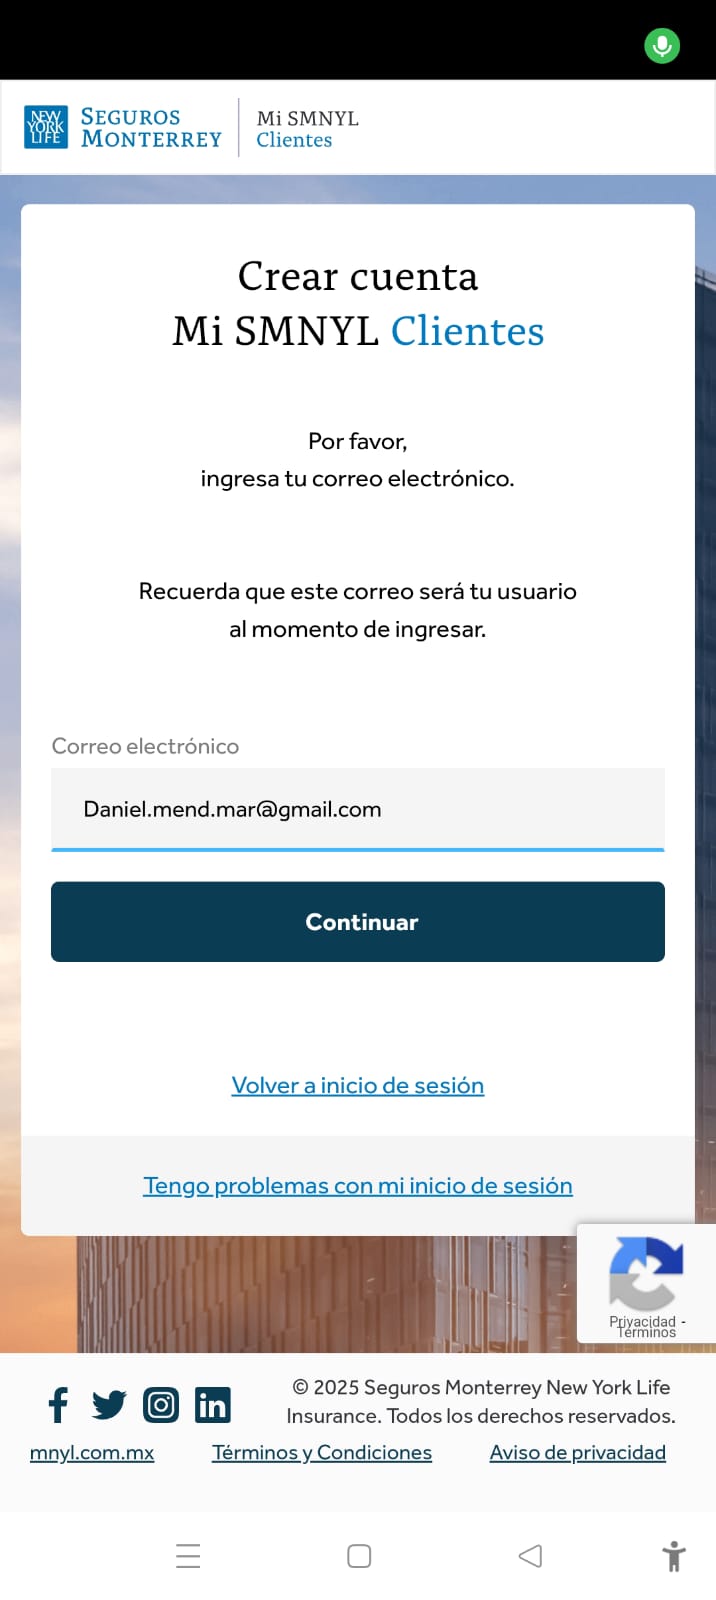 NEW
YORK
LIFE
SEGUROS
MONTERREY
Mi SMNYL
Clientes
Crear cuenta
Mi SMNYL Clientes
Por favor,
ingresa tu correo electrónico.
Recuerda que este correo será tu usuario
al momento de ingresar.
Correo electrónico
Daniel.mend.mar@gmail.com
Continuar
Volver a inicio de sesión
Tengo problemas con mi inicio de sesión
Privacidad -
Términos
© 2025 Seguros Monterrey New York Life
Insurance. Todos los derechos reservados.
mnyl.com.mx Términos y Condiciones Aviso de privacidad